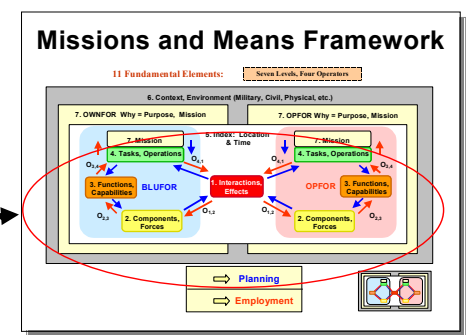 Missions and Means Framework
11 Fundamental Elements:
Seven Levels, Four Operators
6. Context, Environment (Military, Civil, Physical, etc.)
7. OWNFOR Why = Purpose, Mission
7. OPFOR Why = Purpose, Mission
5. Index: Location
& Time
7. Mission
7. Mission
4. Tasks, Operations
4. Tasks, Operations
O4,1
O4,1
O3,4
O3,4
3. Functions,
Capabilities
BLUFOR
1. Interactions,
Effects
OPFOR
3. Functions,
Capabilities
O2,3
O1,2
O1,2
O2,3
2. Components,
Forces
2. Components,
Forces
Planning
Employment